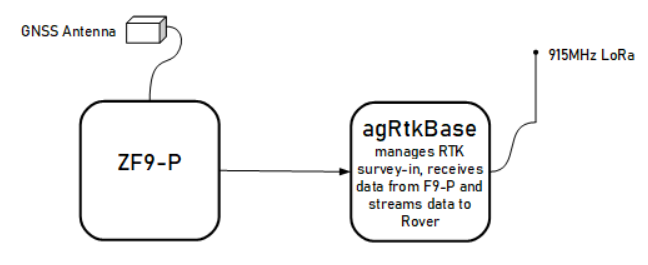 GNSS Antenna
915MHz LoRa
ZF9-P
agRtkBase
manages RTK
survey-in, receives
data from F9-P and
streams data to
Rover